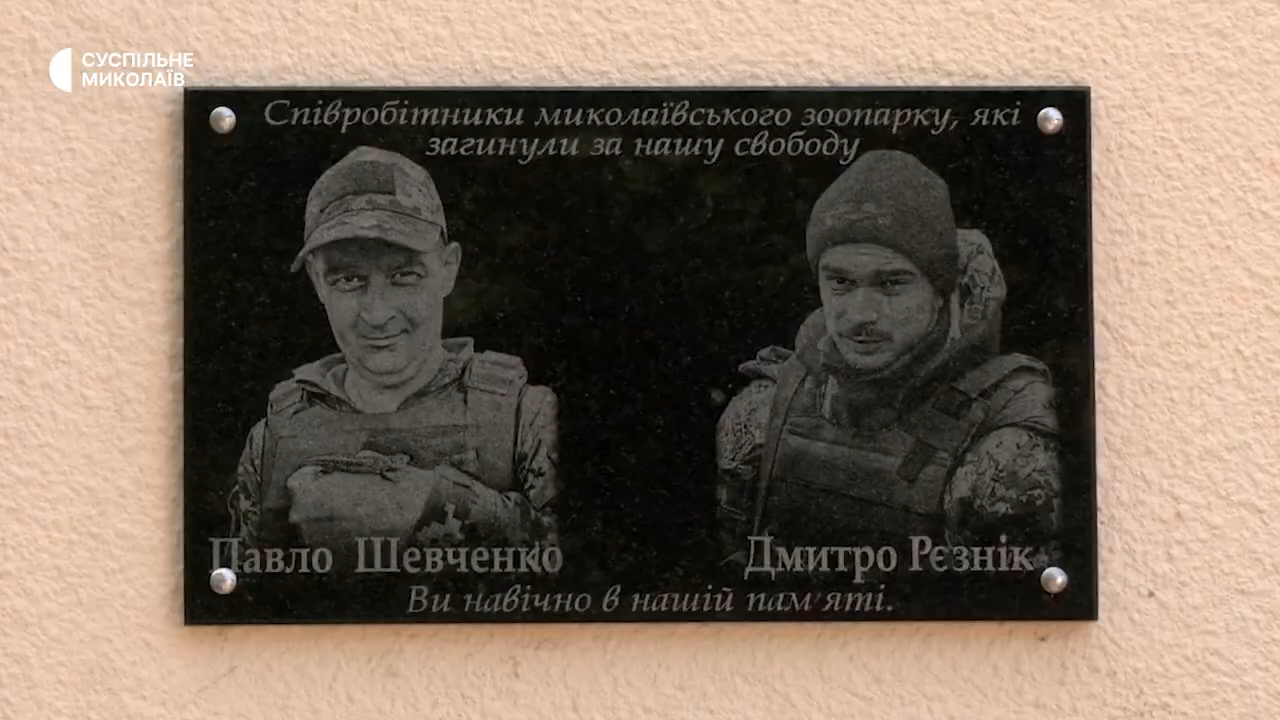 СУСПІЛЬНЕ
МИКОЛАЇВ
Співробітники миколаївського зоопарку, які
загинули за нашу свободу
Павло Шевченко
Дмитро Рєзнік
Ви навічно в нашій пам'яті.